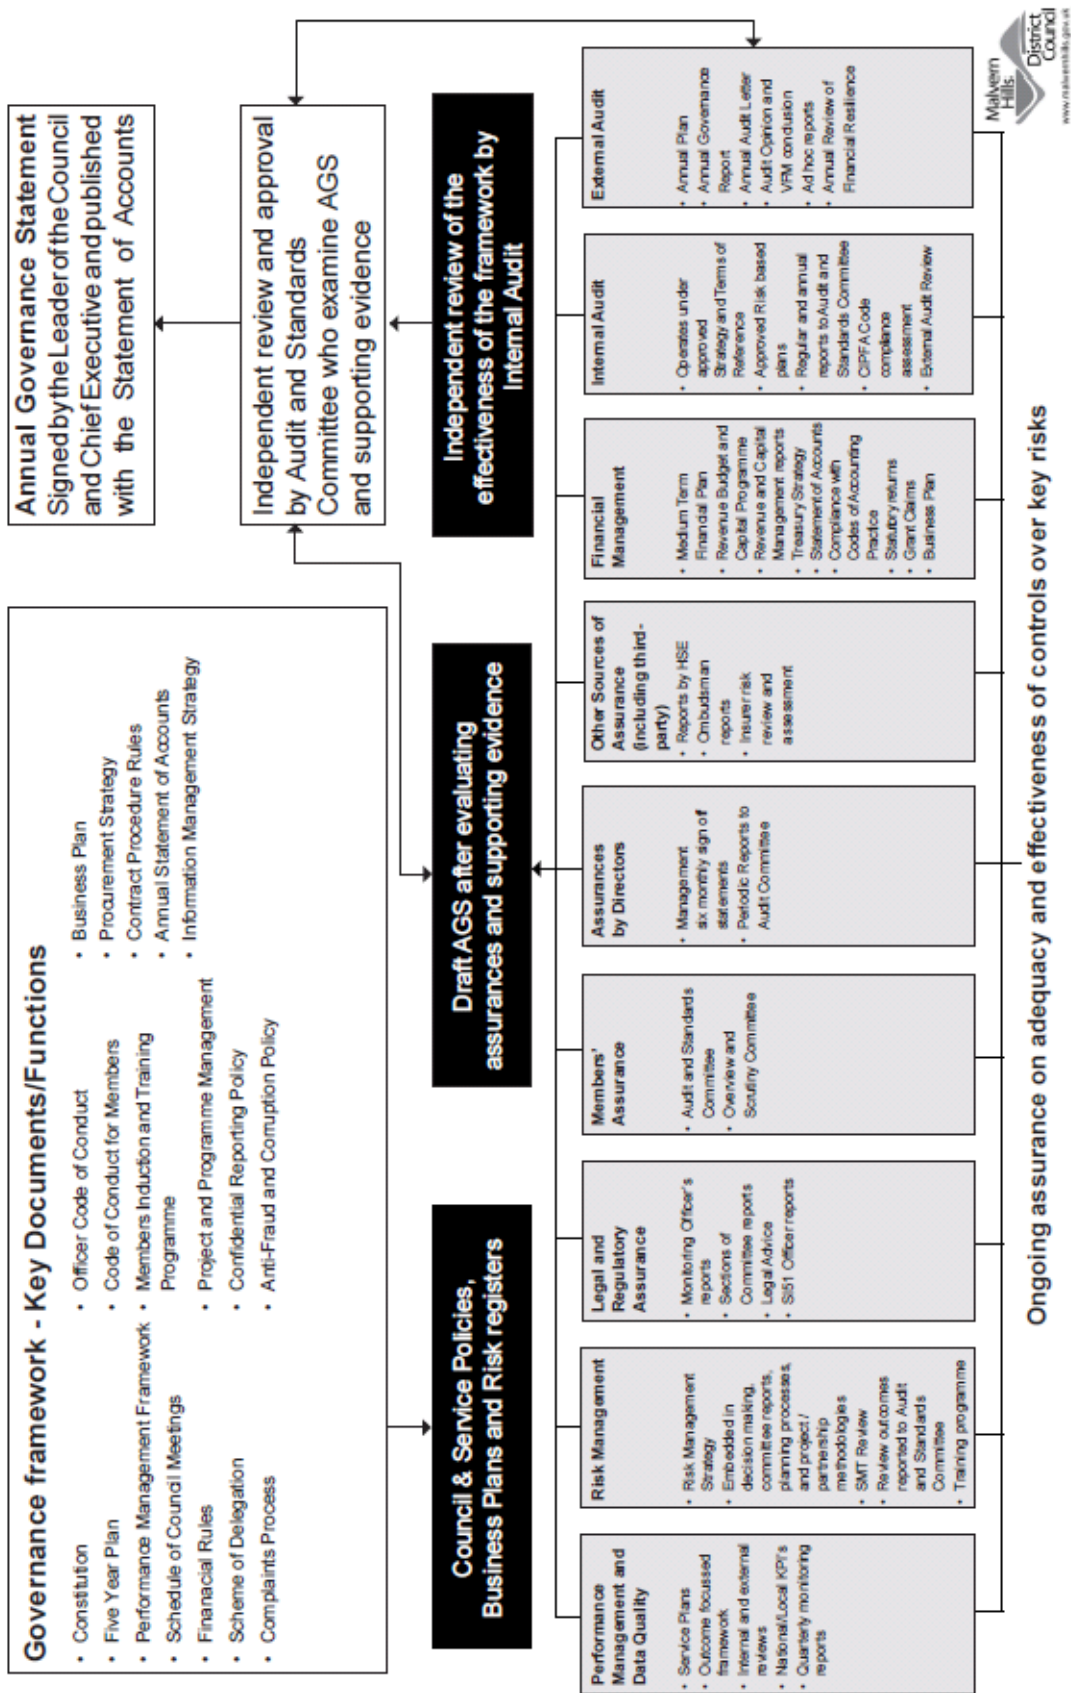 Governance framework - Key Documents/Functions
• Constitution
• Five Year Plan
• Performance Management Framework
• Schedule of Council Meetings
• Finanacial Rules
• Scheme of Delegation
• Complaints Process
• Officer Code of Conduct
• Code of Conduct for Members
• Members Induction and Training
Programme
• Project and Programme Management
• Confidential Reporting Policy
• Anti-Fraud and Corruption Policy
• Business Plan
• Procurement Strategy
• Contract Procedure Rules
• Annual Statement of Accounts
• Information Management Strategy
Annual Governance Statement
Signed by the Leader of the Council
and Chief Executive and published
with the Statement of Accounts
Independent review and approval
by Audit and Standards
Committee who examine AGS
and supporting evidence
Council & Service Policies,
Business Plans and Risk registers
Draft AGS after evaluating
assurances and supporting evidence
Independent review of the
effectiveness of the framework by
Internal Audit
Performance
Management and
Data Quality
• Service Plans
• Outcome focussed
framework
• Internal and external
reviews
• National/Local KPI's
• Quarterly monitoring
reports
Risk Management
• Risk Management
Strategy
• Embedded in
decision making,
committee reports,
planning processes,
and project /
partnership
methodologies
• SMT Review
• Review outcomes
reported to Audit
and Standards
Committee
• Training programme
Legal and
Regulatory
Assurance
• Monitoring Officer's
reports
• Sections of
Committee reports
• Legal Advice
• S151 Officer reports
Members'
Assurance
• Audit and Standards
Committee
• Overview and
Scrutiny Committee
Assurances
by Directors
• Management
six monthly sign of
statements
• Periodic Reports to
Audit Committee
Other Sources of
Assurance
(including third-
party)
• Reports by HSE
• Ombudsman
reports
• Insurer risk
review and
assessment
Financial
Management
• Medium Term
Financial Plan
• Revenue Budget and
Capital Programme
• Revenue and Capital
Management reports
• Treasury Strategy
• Statement of Accounts
• Compliance with
Codes of Accounting
Practice
• Statutory returns
• Grant Claims
• Business Plan
Internal Audit
• Operates under
approved
Strategy and Terms of
Reference
• Approved Risk based
plans
• Regular and annual
reports to Audit and
Standards Committee
• CIPFA Code
compliance
assessment
• External Audit Review
External Audit
• Annual Plan
• Annual Governance
Report
• Annual Audit Letter
• Audit Opinion and
VFM conclusion
• Ad hoc reports
• Annual Review of
Financial Resilience
Ongoing assurance on adequacy and effectiveness of controls over key risks
Malvern
Hills
District
Council
www.malvernhills.gov.uk